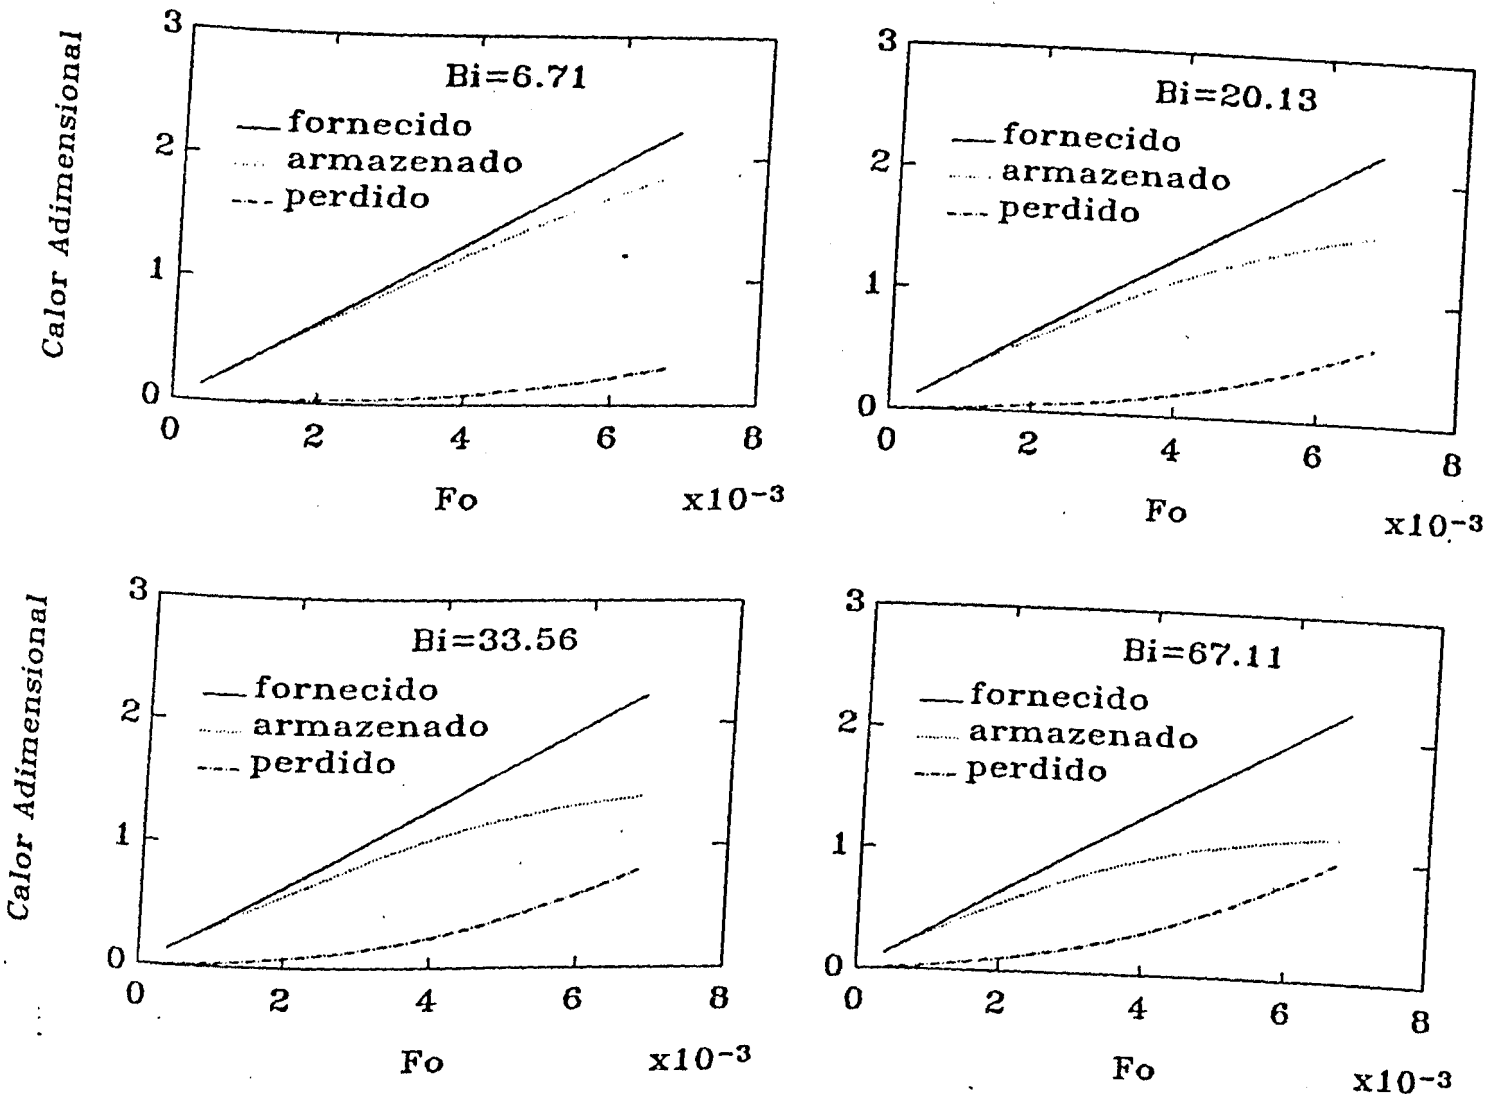 3
Bi=6.71
fornecido
armazenado
perdido
2
1
0
0 2 4 6 8
Fo x10-3
Calor Adimensional
3
Bi=20.13
fornecido
armazenado
perdido
2
1
0
0 2 4 6 8
Fo x10-3
3
Bi=33.56
fornecido
armazenado
perdido
2
1
0
0 2 4 6 8
Fo x10-3
Calor Adimensional
3
Bi=67.11
fornecido
armazenado
perdido
2
1
0
0 2 4 6 8
Fo x10-3